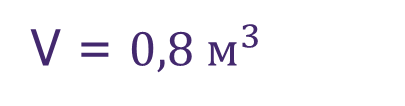 V = 0,8 м³